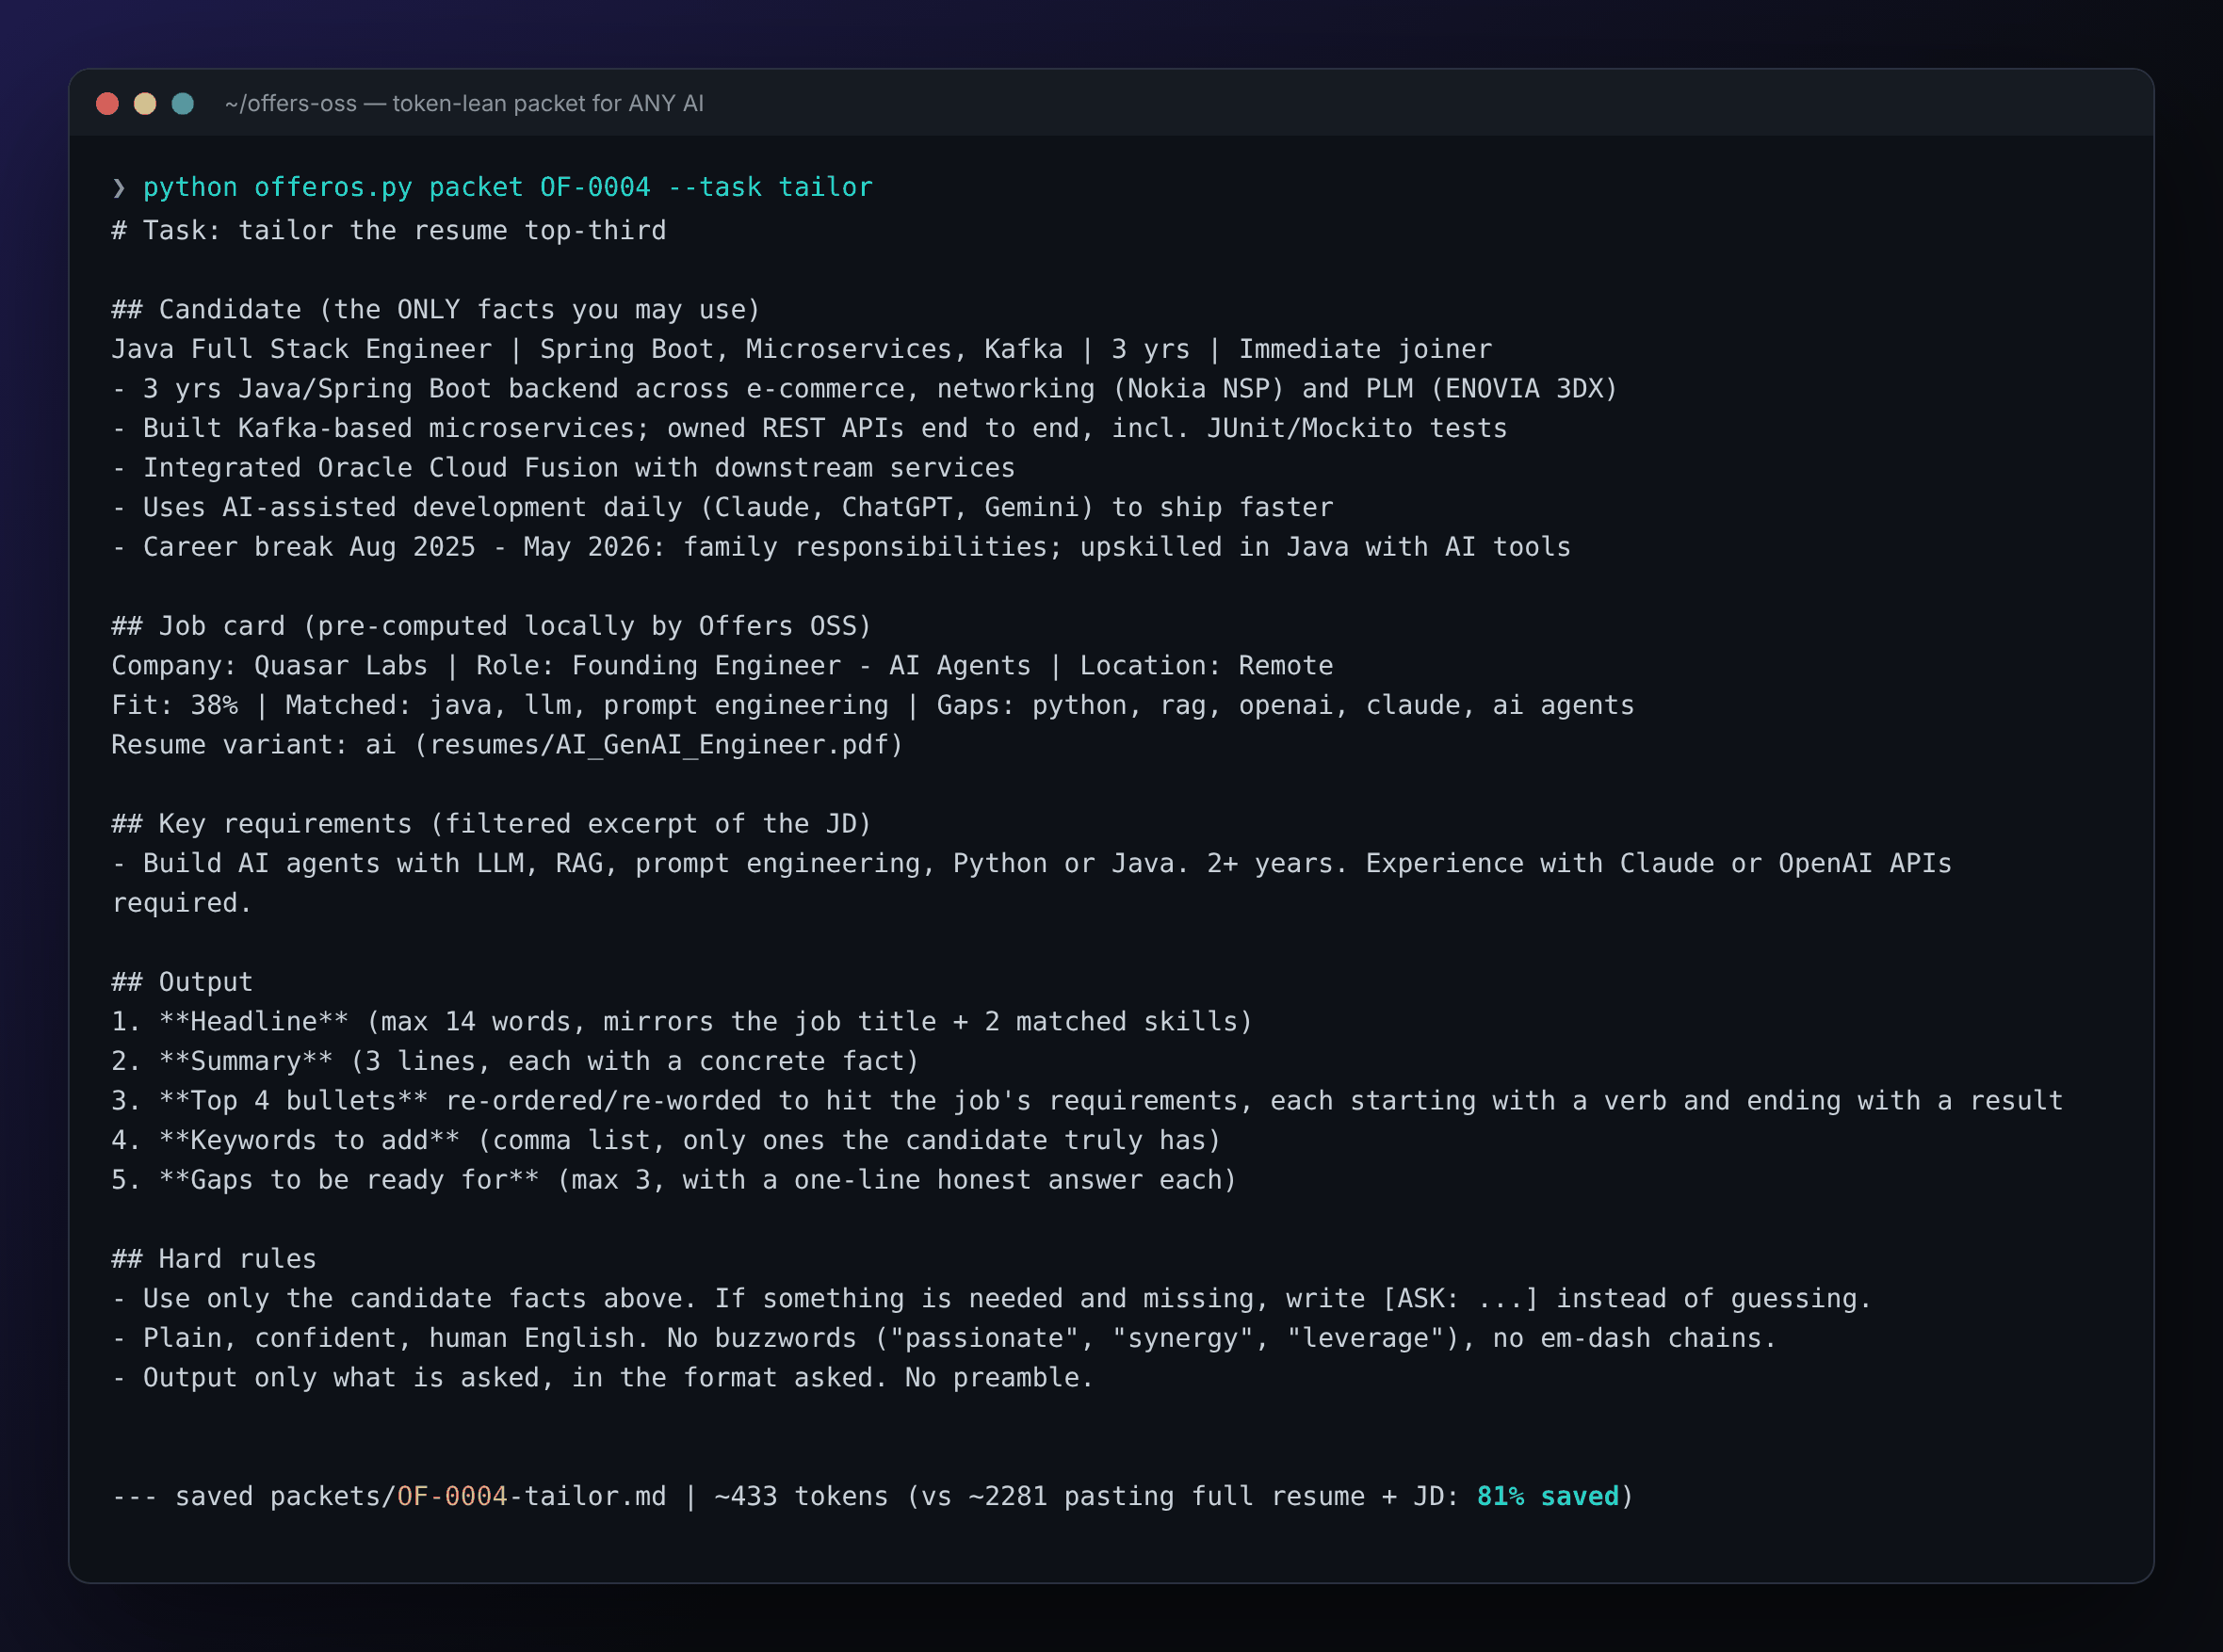 ~/offers-oss — token-lean packet for ANY AI
❯ python offeros.py packet OF-0004 --task tailor
# Task: tailor the resume top-third
## Candidate (the ONLY facts you may use)
Java Full Stack Engineer | Spring Boot, Microservices, Kafka | 3 yrs | Immediate joiner
- 3 yrs Java/Spring Boot backend across e-commerce, networking (Nokia NSP) and PLM (ENOVIA 3DX)
- Built Kafka-based microservices; owned REST APIs end to end, incl. JUnit/Mockito tests
- Integrated Oracle Cloud Fusion with downstream services
- Uses AI-assisted development daily (Claude, ChatGPT, Gemini) to ship faster
- Career break Aug 2025 - May 2026: family responsibilities; upskilled in Java with AI tools
## Job card (pre-computed locally by Offers OSS)
Company: Quasar Labs | Role: Founding Engineer - AI Agents | Location: Remote
Fit: 38% | Matched: java, llm, prompt engineering | Gaps: python, rag, openai, claude, ai agents
Resume variant: ai (resumes/AI_GenAI_Engineer.pdf)
## Key requirements (filtered excerpt of the JD)
- Build AI agents with LLM, RAG, prompt engineering, Python or Java. 2+ years. Experience with Claude or OpenAI APIs
required.
## Output
1. **Headline** (max 14 words, mirrors the job title + 2 matched skills)
2. **Summary** (3 lines, each with a concrete fact)
3. **Top 4 bullets** re-ordered/re-worded to hit the job's requirements, each starting with a verb and ending with a result
4. **Keywords to add** (comma list, only ones the candidate truly has)
5. **Gaps to be ready for** (max 3, with a one-line honest answer each)
## Hard rules
- Use only the candidate facts above. If something is needed and missing, write [ASK: ...] instead of guessing.
- Plain, confident, human English. No buzzwords ("passionate", "synergy", "leverage"), no em-dash chains.
- Output only what is asked, in the format asked. No preamble.
--- saved packets/OF-0004-tailor.md | ~433 tokens (vs ~2281 pasting full resume + JD: 81% saved)